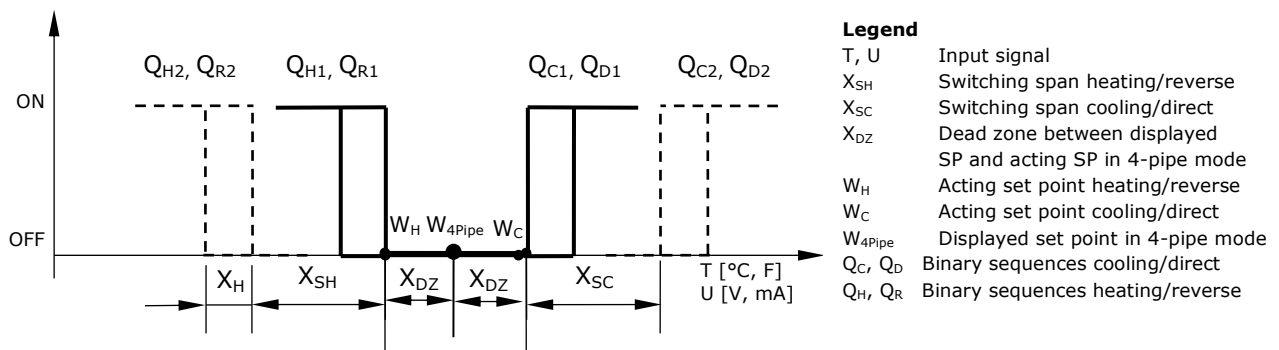 Q_H2, Q_R2 Q_H1, Q_R1 Q_C1, Q_D1 Q_C2, Q_D2
ON
OFF
W_H W_4Pipe W_C
X_H X_SH X_DZ X_DZ X_SC T [°C, F]
U [V, mA]
Legend
T, U Input signal
X_SH Switching span heating/reverse
X_SC Switching span cooling/direct
X_DZ Dead zone between displayed
SP and acting SP in 4-pipe mode
W_H Acting set point heating/reverse
W_C Acting set point cooling/direct
W_4Pipe Displayed set point in 4-pipe mode
Q_C, Q_D Binary sequences cooling/direct
Q_H, Q_R Binary sequences heating/reverse